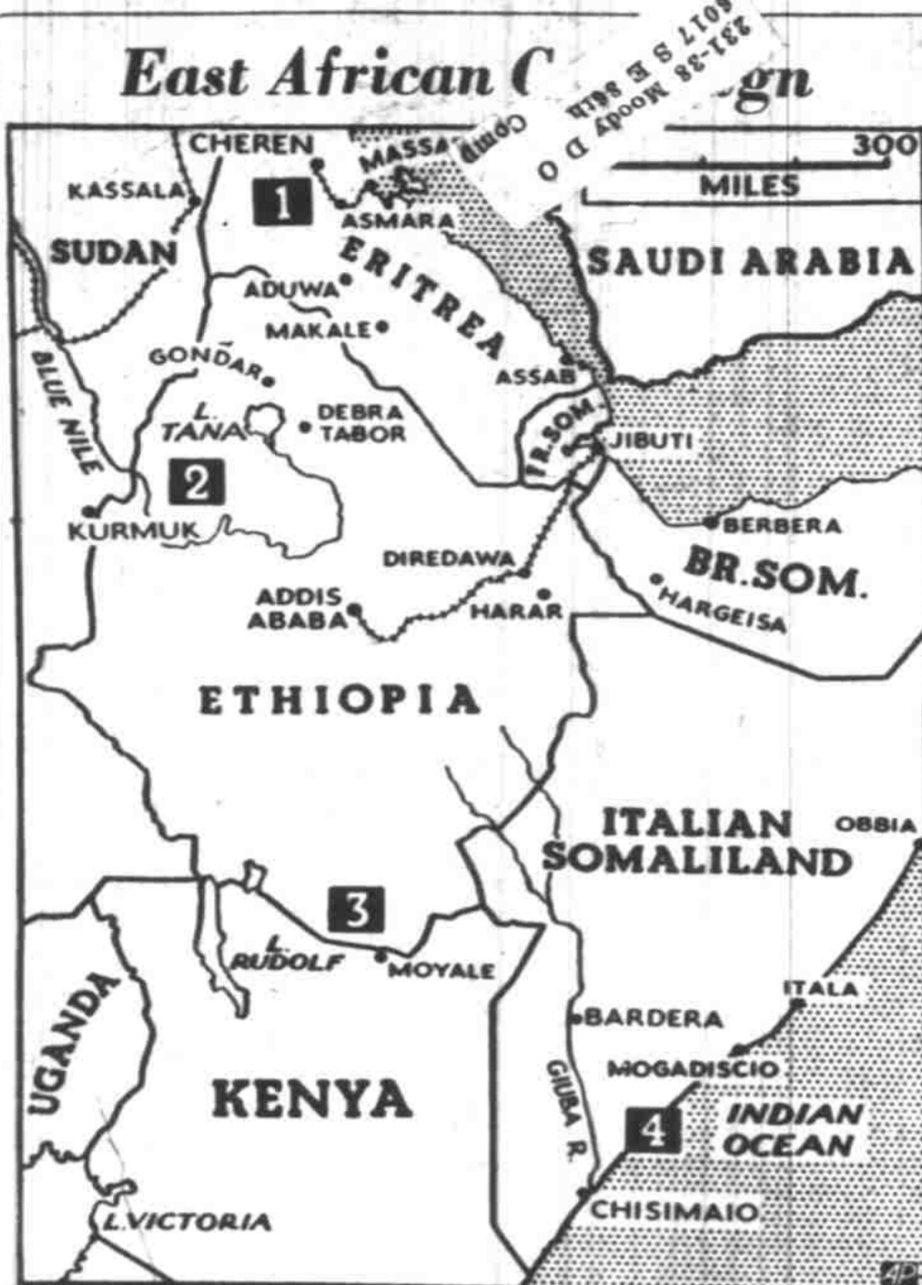 East African C gn
231-38 Moody D O
4017 S E 86th
Comp
300
MILES
CHEREN
MASSA
KASSALA
1
ASMARA
SUDAN
ERITREA
SAUDI ARABIA
ADUWA
MAKALE
BLUE NILE
GONDAR
ASSAB
L. TANA
DEBRA
TABOR
FR. SOM.
JIBUTI
2
KURMUK
BERBERA
DIREDAWA
BR. SOM.
ADDIS
ABABA
HARAR
HARGEISA
ETHIOPIA
ITALIAN
SOMALILAND
OBBIA
3
L.
RUDOLF
MOYALE
UGANDA
ITALA
BARDERA
KENYA
MOGADISCIO
GIUBA R.
4
INDIAN
OCEAN
L. VICTORIA
CHISIMAIO
AP